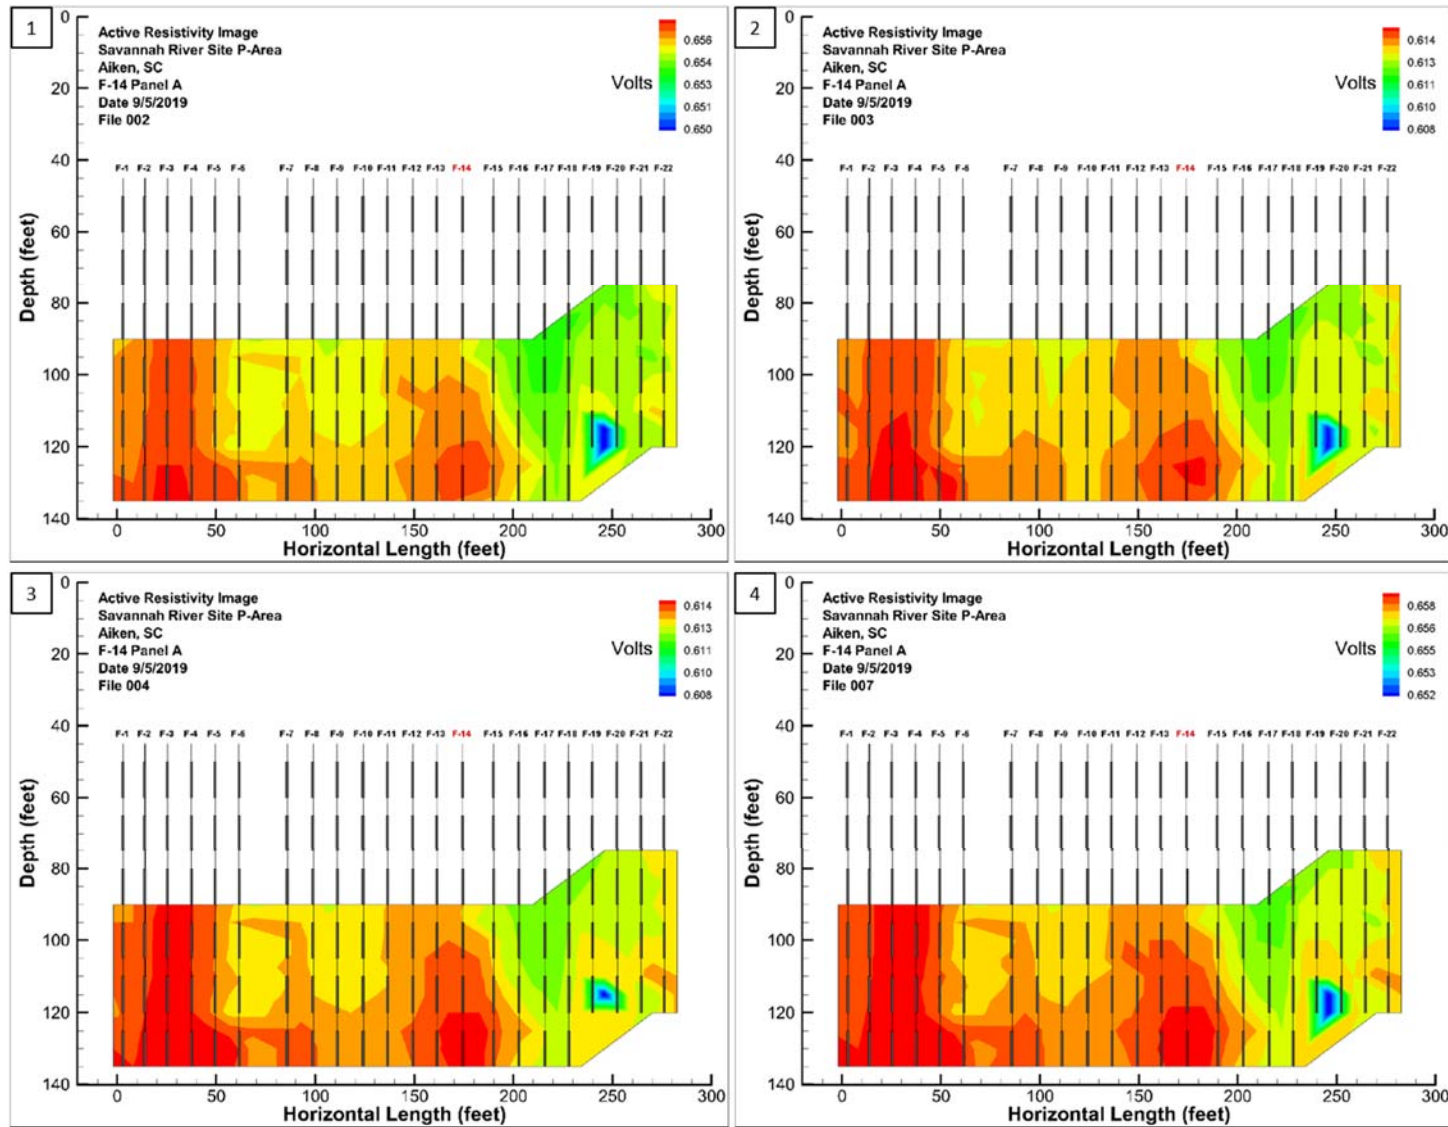 1
Active Resistivity Image
Savannah River Site P-Area
Aiken, SC
F-14 Panel A
Date 9/5/2019
File 002
Volts
0.656
0.654
0.653
0.651
0.650
F-1 F-2 F-3 F-4 F-5 F-6 F-7 F-8 F-9 F-10 F-11 F-12 F-13 F-14 F-15 F-16 F-17 F-18 F-19 F-20 F-21 F-22
Depth (feet)
0
20
40
60
80
100
120
140
0 50 100 150 200 250 300
Horizontal Length (feet)
2
Active Resistivity Image
Savannah River Site P-Area
Aiken, SC
F-14 Panel A
Date 9/5/2019
File 003
Volts
0.614
0.613
0.611
0.610
0.608
F-1 F-2 F-3 F-4 F-5 F-6 F-7 F-8 F-9 F-10 F-11 F-12 F-13 F-14 F-15 F-16 F-17 F-18 F-19 F-20 F-21 F-22
Depth (feet)
0
20
40
60
80
100
120
140
0 50 100 150 200 250 300
Horizontal Length (feet)
3
Active Resistivity Image
Savannah River Site P-Area
Aiken, SC
F-14 Panel A
Date 9/5/2019
File 004
Volts
0.614
0.613
0.611
0.610
0.608
F-1 F-2 F-3 F-4 F-5 F-6 F-7 F-8 F-9 F-10 F-11 F-12 F-13 F-14 F-15 F-16 F-17 F-18 F-19 F-20 F-21 F-22
Depth (feet)
0
20
40
60
80
100
120
140
0 50 100 150 200 250 300
Horizontal Length (feet)
4
Active Resistivity Image
Savannah River Site P-Area
Aiken, SC
F-14 Panel A
Date 9/5/2019
File 007
Volts
0.658
0.656
0.655
0.653
0.652
F-1 F-2 F-3 F-4 F-5 F-6 F-7 F-8 F-9 F-10 F-11 F-12 F-13 F-14 F-15 F-16 F-17 F-18 F-19 F-20 F-21 F-22
Depth (feet)
0
20
40
60
80
100
120
140
0 50 100 150 200 250 300
Horizontal Length (feet)